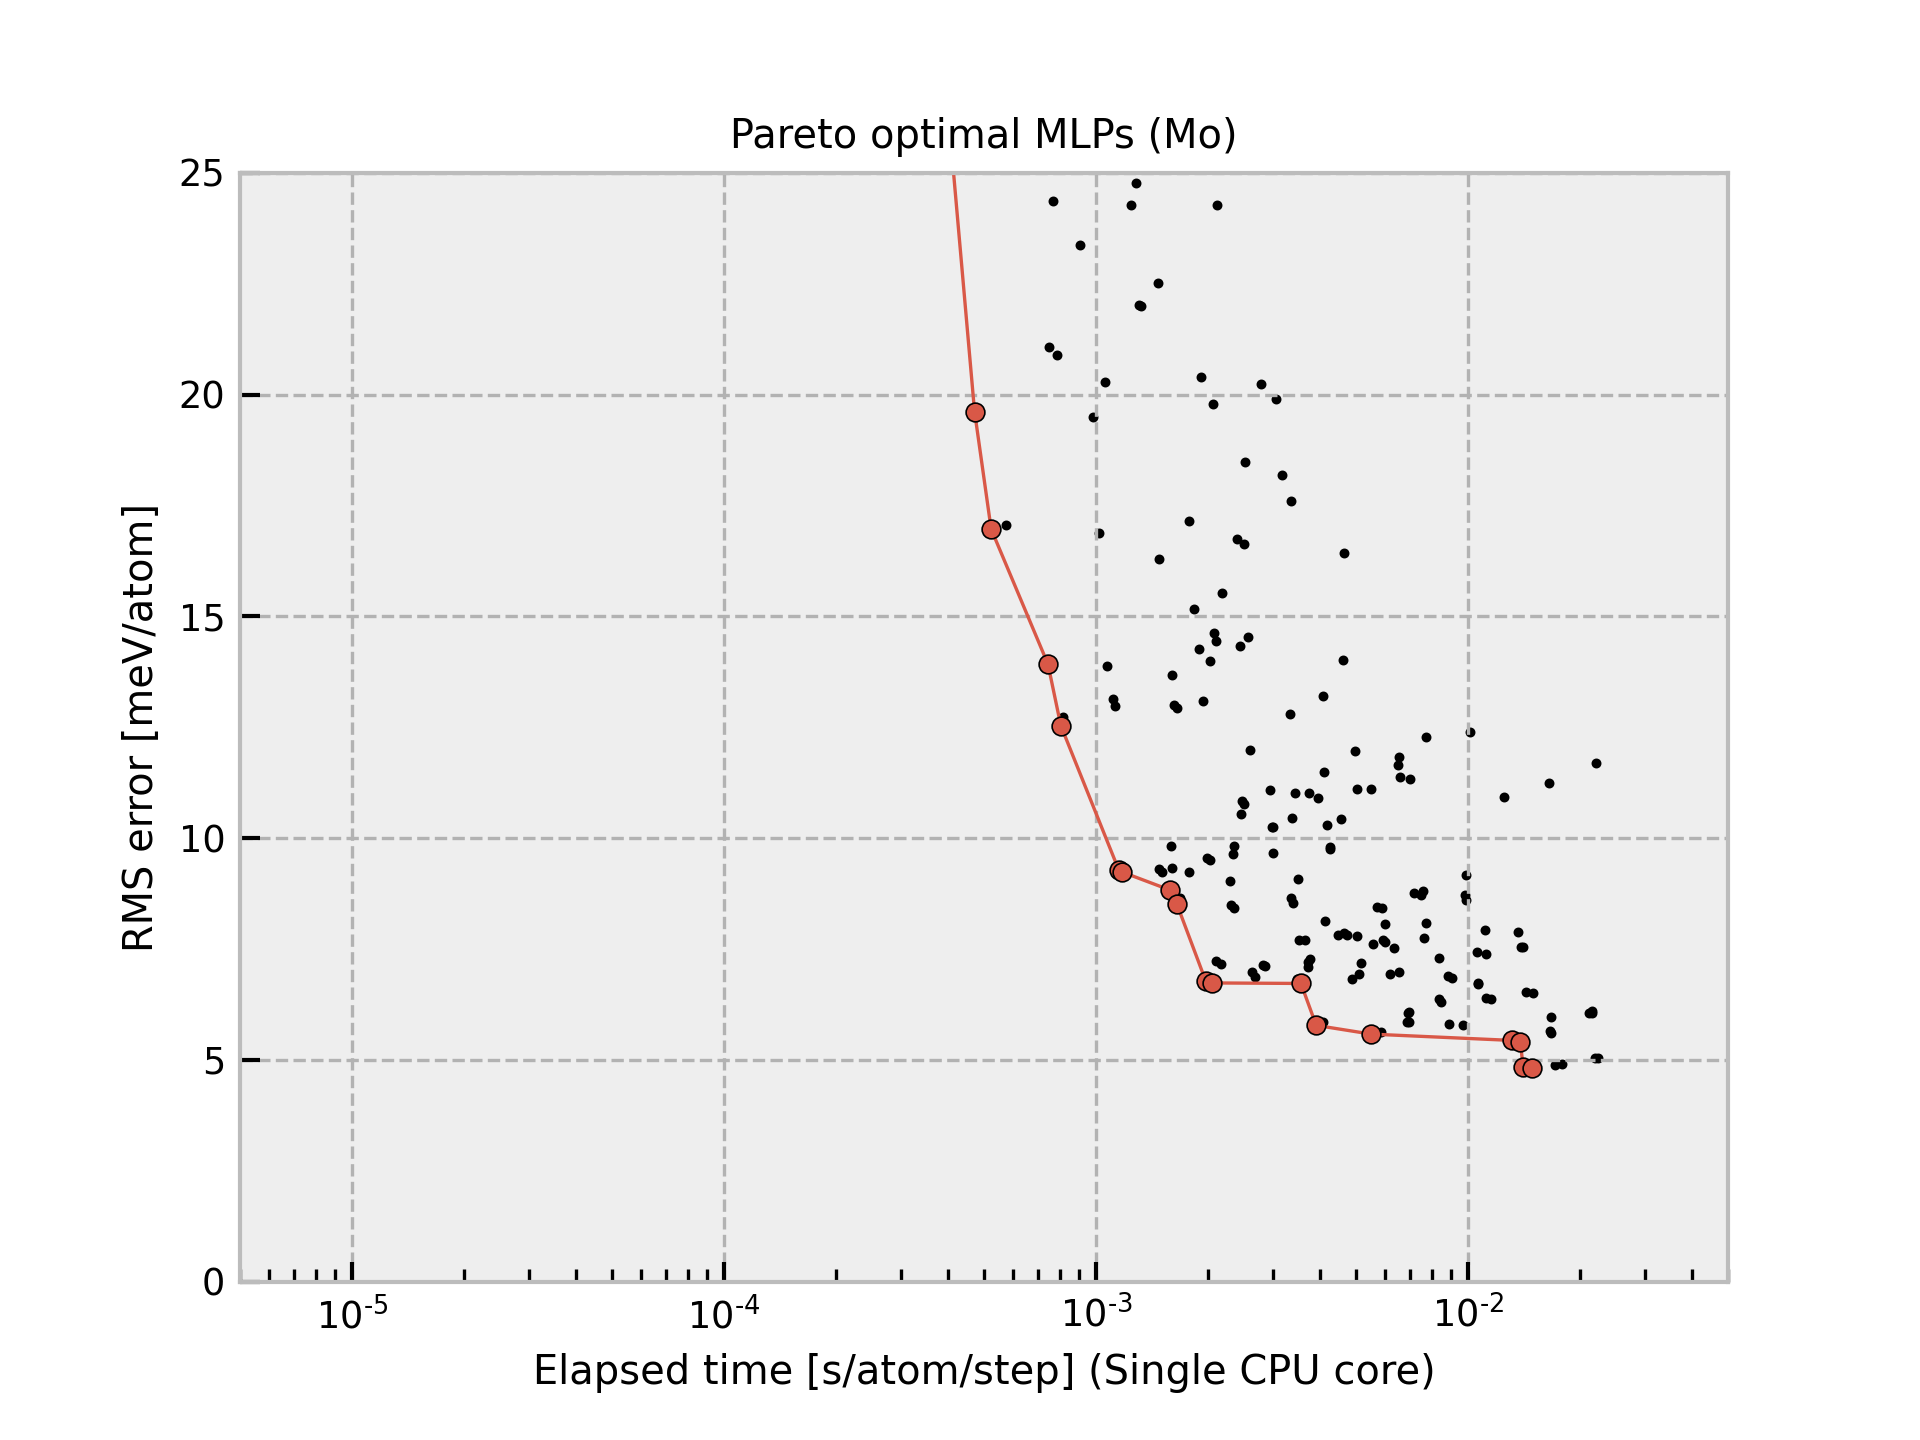 Pareto optimal MLPs (Mo)
25
20
15
10
5
0
RMS error [meV/atom]
10-5 10-4 10-3 10-2
Elapsed time [s/atom/step] (Single CPU core)